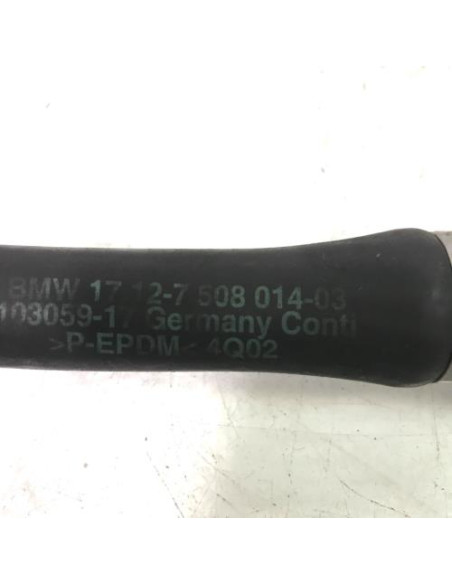 BMW 17 12-7 508 014-03
103059-17 Germany Conti
>P-EPDM< 4Q02